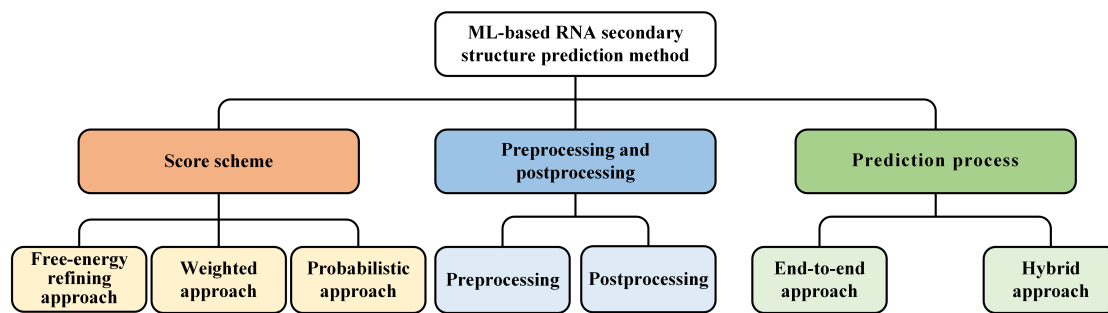 ML-based RNA secondary
structure prediction method
Score scheme
Preprocessing and
postprocessing
Prediction process
Free-energy
refining
approach
Weighted
approach
Probabilistic
approach
Preprocessing
Postprocessing
End-to-end
approach
Hybrid
approach